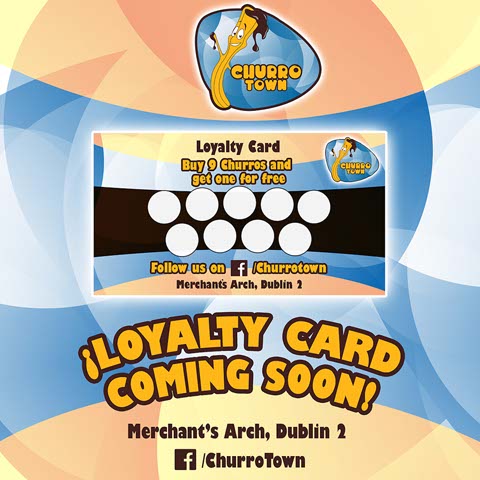 CHURRO
TOWN
Loyalty Card
Buy 9 Churros and
get one for free
CHURRO
TOWN
Follow us on f /Churrotown
Merchant's Arch, Dublin 2
¡LOYALTY CARD
COMING SOON!
Merchant's Arch, Dublin 2
f /ChurroTown